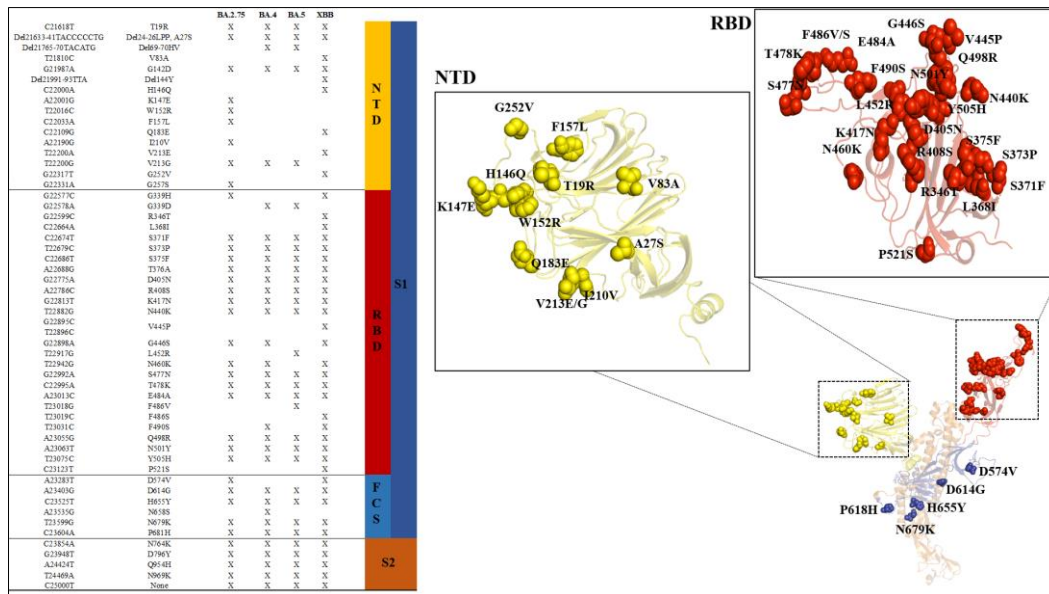 BA.2.75 BA.4 BA.5 XBB
C21618T T19R X X X X
Del21633-41TACCCCCTG Del24-26LPP, A27S X X X X
Del21765-70TACATG Del69-70HV X X
T21810C V83A X
G21987A G142D X X X X
Del21991-93TTA Del144Y X
C22000A H146Q X
A22001G K147E X
T22016C W152R X
C22033A F157L X
C22109G Q183E X
A22190G I210V X
T22200A V213E X
T22200G V213G X X X
G22317T G252V X
G22331A G257S X
G22577C G339H X X
G22578A G339D X X
G22599C R346T X
C22664A L368I X
C22674T S371F X X X X
T22679C S373P X X X X
C22686T S375F X X X X
A22688G T376A X X X X
G22775A D405N X X X X
A22786C R408S X X X X
G22813T K417N X X X X
T22882G N440K X X X X
G22895C
T22896C V445P X
G22898A G446S X X X
T22917G L452R X
T22942G N460K X X X
G22992A S477N X X X X
C22995A T478K X X X X
A23013C E484A X X X X
T23018G F486V X
T23019C F486S X
T23031C F490S X X
A23055G Q498R X X X X
A23063T N501Y X X X X
T23075C Y505H X X X X
C23123T P521S X
A23283T D574V X X
A23403G D614G X X X X
C23525T H655Y X X X X
A23535G N658S X
T23599G N679K X X X X
C23604A P681H X X X X
C23854A N764K X X X X
G23948T D796Y X X X X
A24424T Q954H X X X X
T24469A N969K X X X X
C25000T None X X X X
NTD
RBD
FCS
S1
S2
NTD
G252V
F157L
H146Q
T19R
V83A
K147E
W152R
A27S
Q183E
I210V
V213E/G
RBD
G446S
F486V/S
V445P
E484A
T478K
Q498R
F490S
N501Y
S477N
L452R
N440K
Y505H
K417N
D405N
S375F
N460K
R408S
S373P
R346T
S371F
L368I
P521S
D574V
D614G
P618H
H655Y
N679K